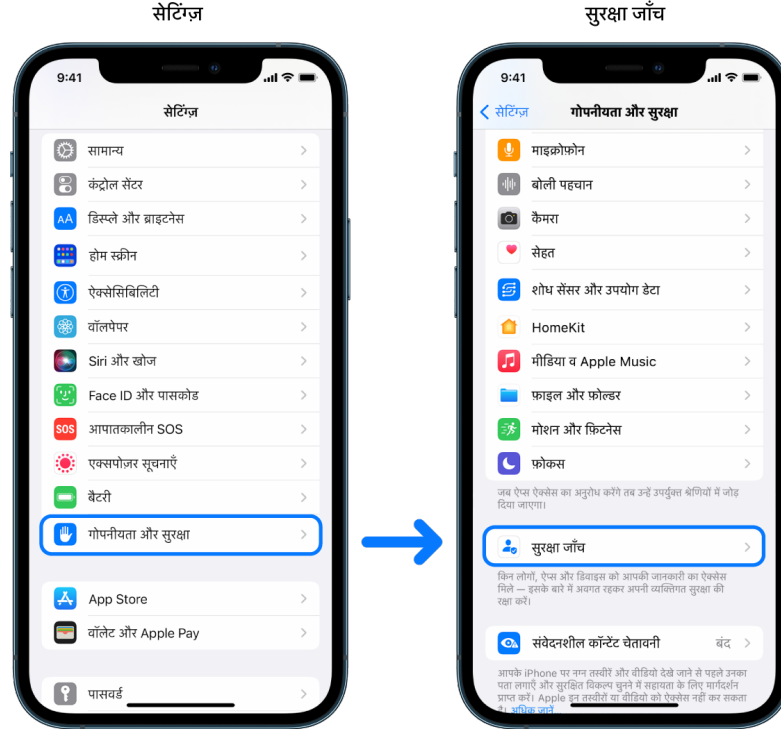 सेटिंग्ज़
9:41
सेटिंग्ज़
सामान्य
कंट्रोल सेंटर
AA डिस्प्ले और ब्राइटनेस
होम स्क्रीन
ऐक्सेसिबिलिटी
वॉलपेपर
Siri और खोज
Face ID और पासकोड
SOS आपातकालीन SOS
एक्सपोज़र सूचनाएँ
बैटरी
गोपनीयता और सुरक्षा
App Store
वॉलेट और Apple Pay
पासवर्ड
सुरक्षा जाँच
9:41
सेटिंग्ज़ गोपनीयता और सुरक्षा
माइक्रोफ़ोन
बोली पहचान
कैमरा
सेहत
शोध सेंसर और उपयोग डेटा
HomeKit
मीडिया व Apple Music
फ़ाइल और फ़ोल्डर
मोशन और फ़िटनेस
फ़ोकस
जब ऐप्स ऐक्सेस का अनुरोध करेंगे तब उन्हें उपर्युक्त श्रेणियों में जोड़
दिया जाएगा।
सुरक्षा जाँच
किन लोगों, ऐप्स और डिवाइस को आपकी जानकारी का ऐक्सेस
मिले — इसके बारे में अवगत रहकर अपनी व्यक्तिगत सुरक्षा की
रक्षा करें।
संवेदनशील कॉन्टेंट चेतावनी बंद
आपके iPhone पर नग्न तस्वीरें और वीडियो देखे जाने से पहले उनका
पता लगाएँ और सुरक्षित विकल्प चुनने में सहायता के लिए मार्गदर्शन
प्राप्त करें। Apple इन तस्वीरों या वीडियो को ऐक्सेस नहीं कर सकता
है। अधिक जानें...